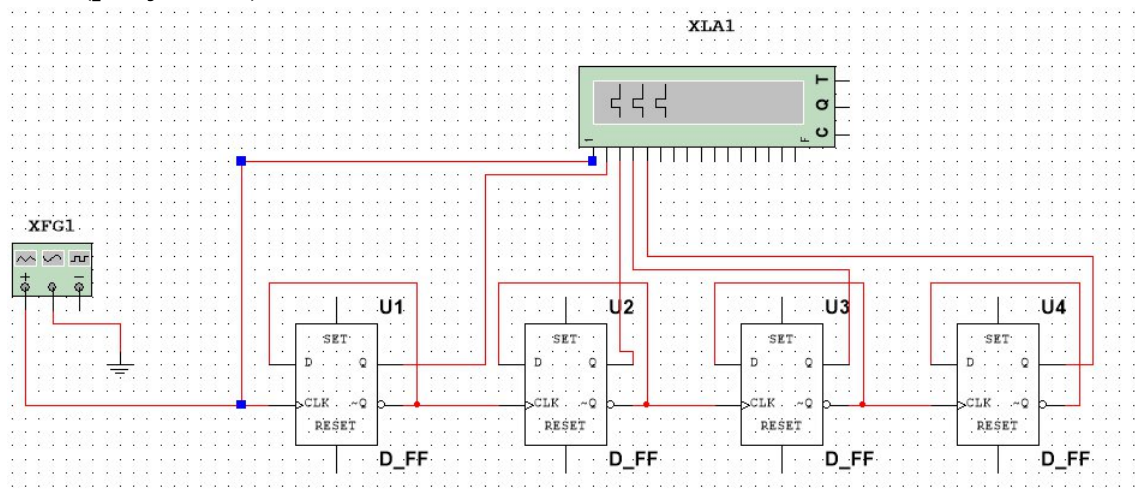 XLA1
T
Q
C
1
F
XFG1
+
−
U1
U2
U3
U4
SET
SET
SET
SET
D Q
D Q
D Q
D Q
CLK ~Q
CLK ~Q
CLK ~Q
CLK ~Q
RESET
RESET
RESET
RESET
D_FF
D_FF
D_FF
D_FF